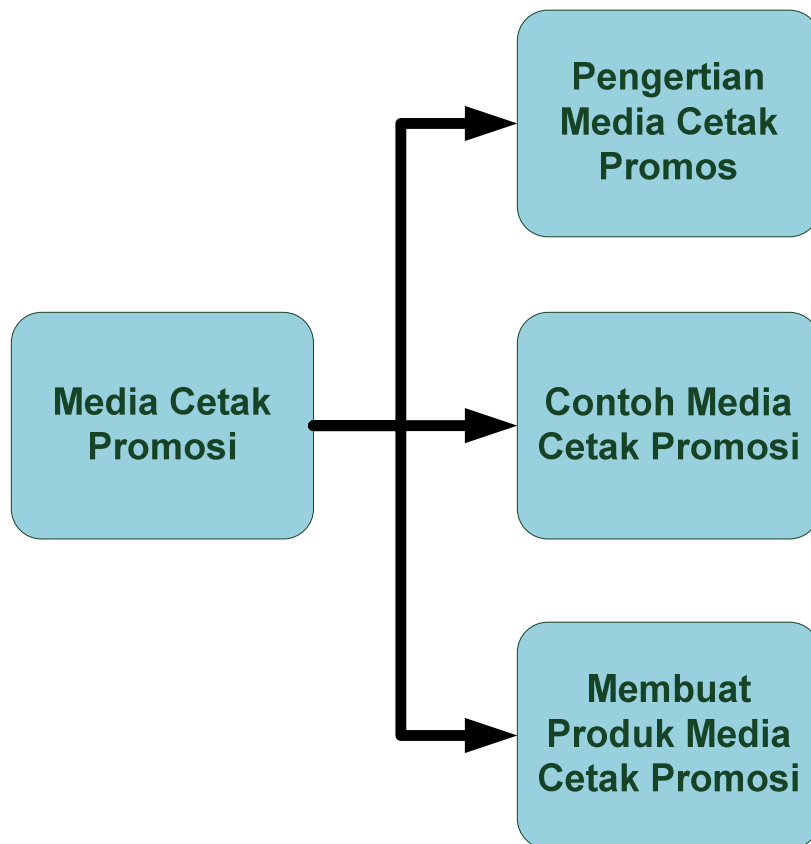 Pengertian
Media Cetak
Promos
Media Cetak
Promosi
Contoh Media
Cetak Promosi
Membuat
Produk Media
Cetak Promosi